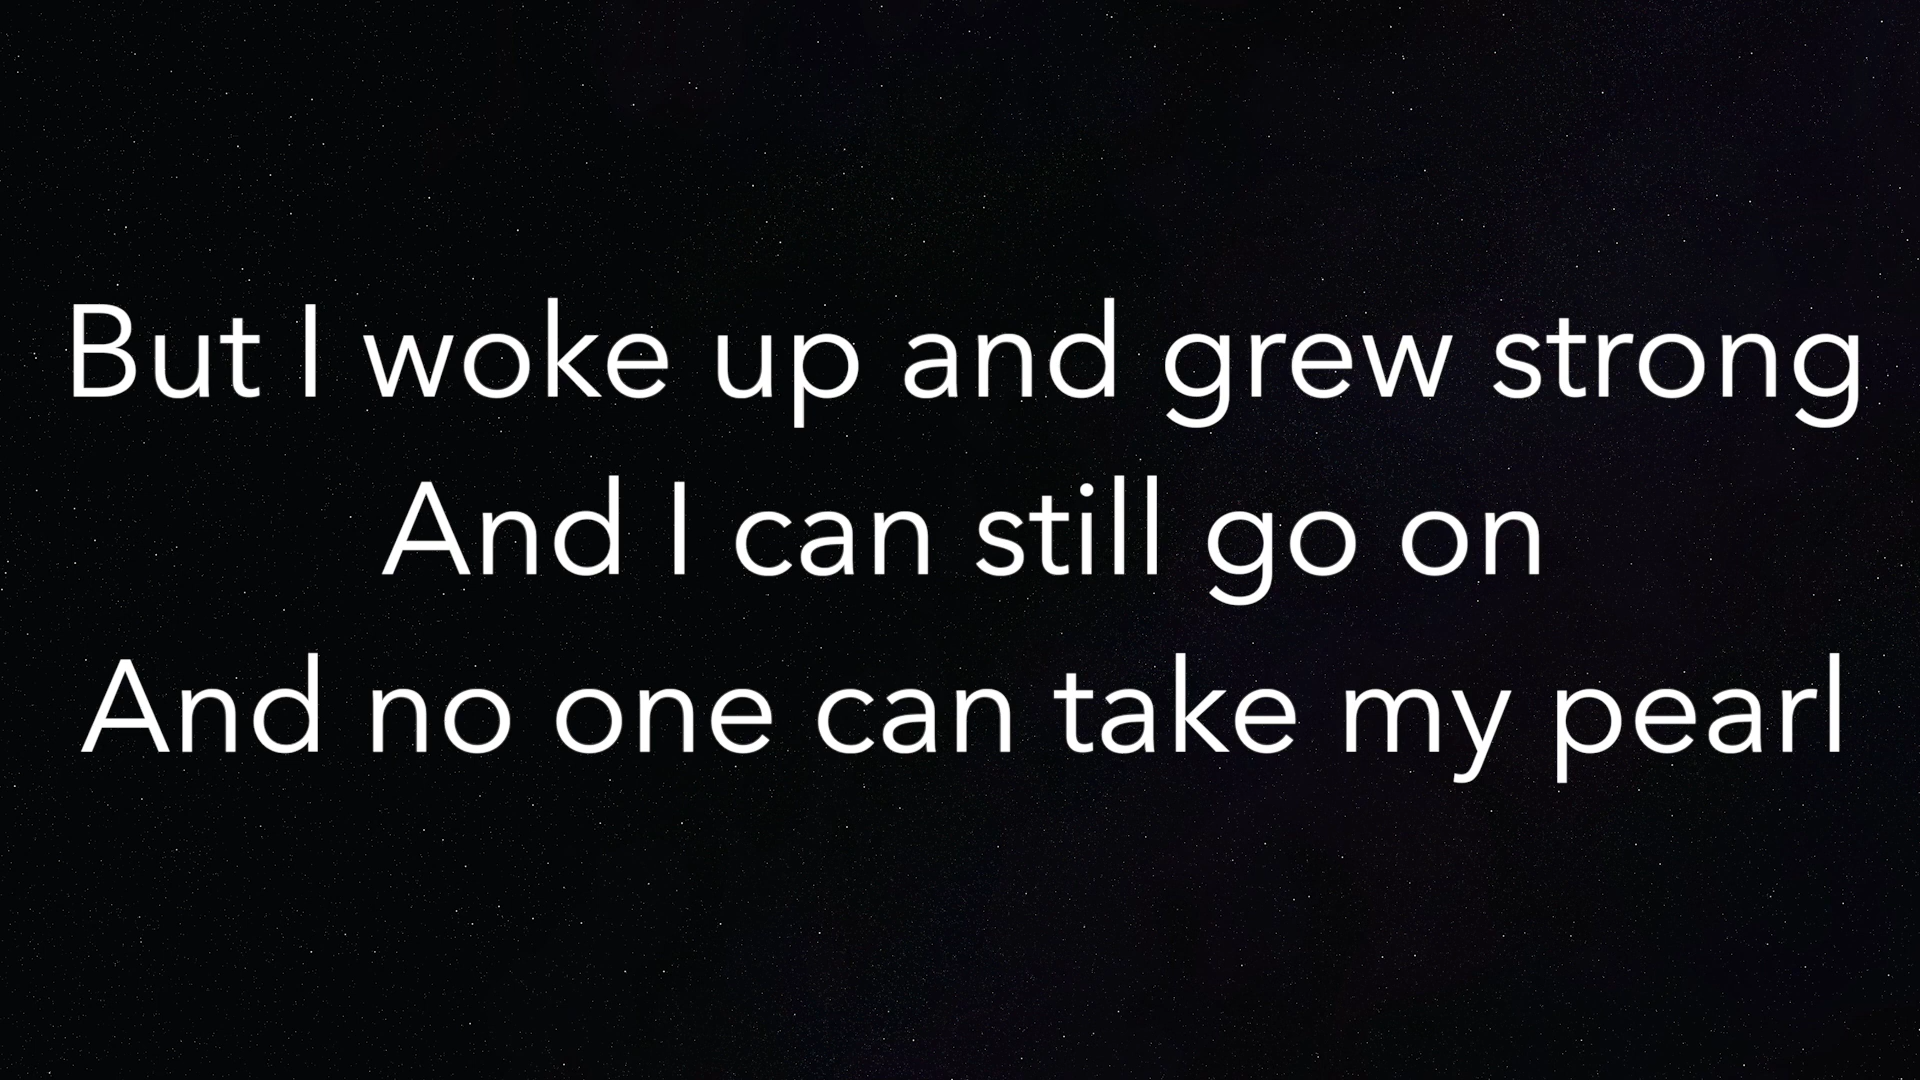 But I woke up and grew strong
And I can still go on
And no one can take my pearl